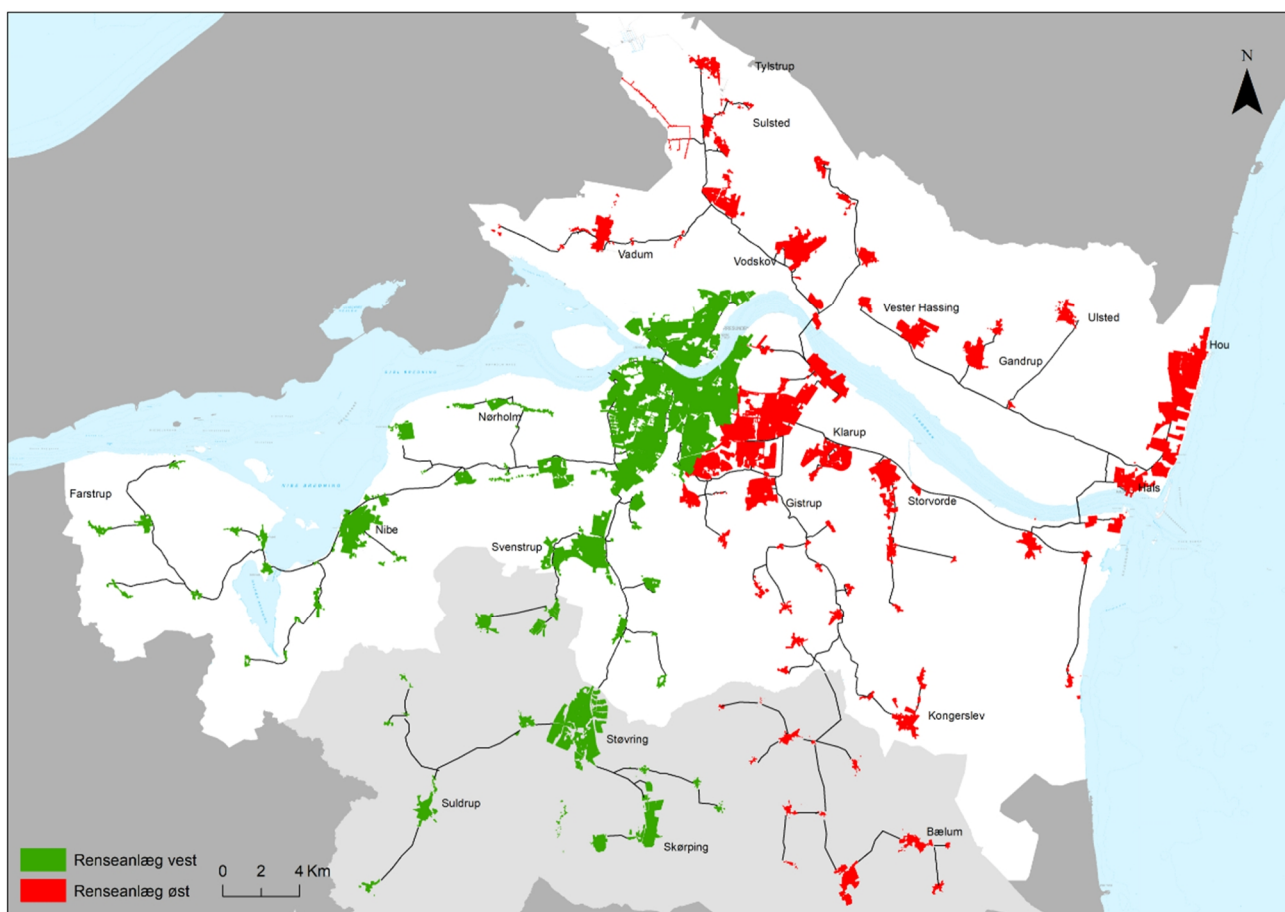 N
Tylstrup
Sulsted
Vadum
Vodskov
Vester Hassing
Ulsted
Hou
Gandrup
Nørholm
Klarup
Farstrup
Hals
Nibe
Gistrup
Storvorde
Svenstrup
Kongerslev
Støvring
Suldrup
Bælum
Skørping
Renseanlæg vest
0 2 4 Km
Renseanlæg øst